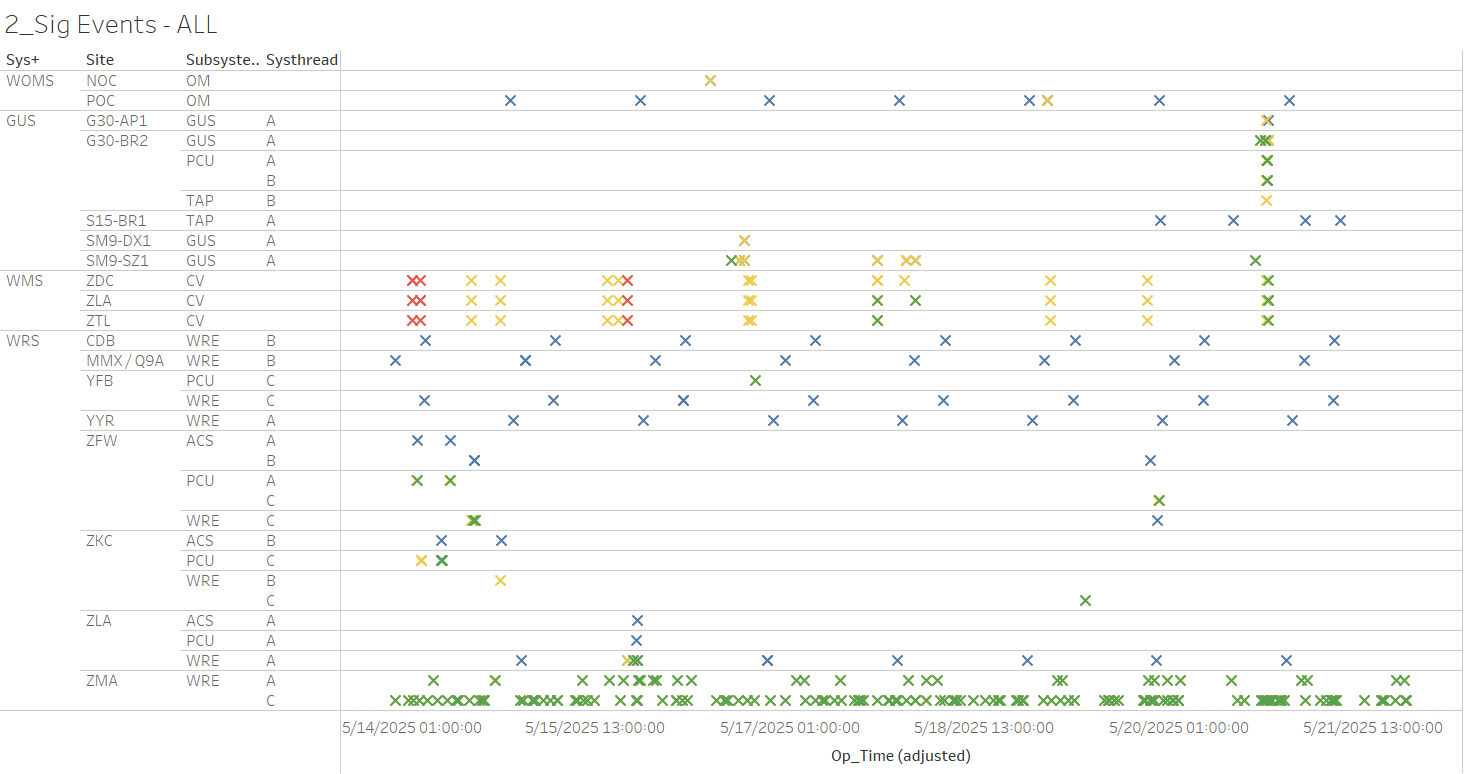 2_Sig Events - ALL
Sys+ Site Subsyste.. Systhread
WOMS NOC OM
POC OM
GUS G30-AP1 GUS A
G30-BR2 GUS A
PCU A
B
TAP B
S15-BR1 TAP A
SM9-DX1 GUS A
SM9-SZ1 GUS A
WMS ZDC CV
ZLA CV
ZTL CV
WRS CDB WRE B
MMX / Q9A WRE B
YFB PCU C
WRE C
YYR WRE A
ZFW ACS A
B
PCU A
C
WRE C
ZKC ACS B
PCU C
WRE B
C
ZLA ACS A
PCU A
WRE A
ZMA WRE A
C
5/14/2025 01:00:00 5/15/2025 13:00:00 5/17/2025 01:00:00 5/18/2025 13:00:00 5/20/2025 01:00:00 5/21/2025 13:00:00
Op_Time (adjusted)